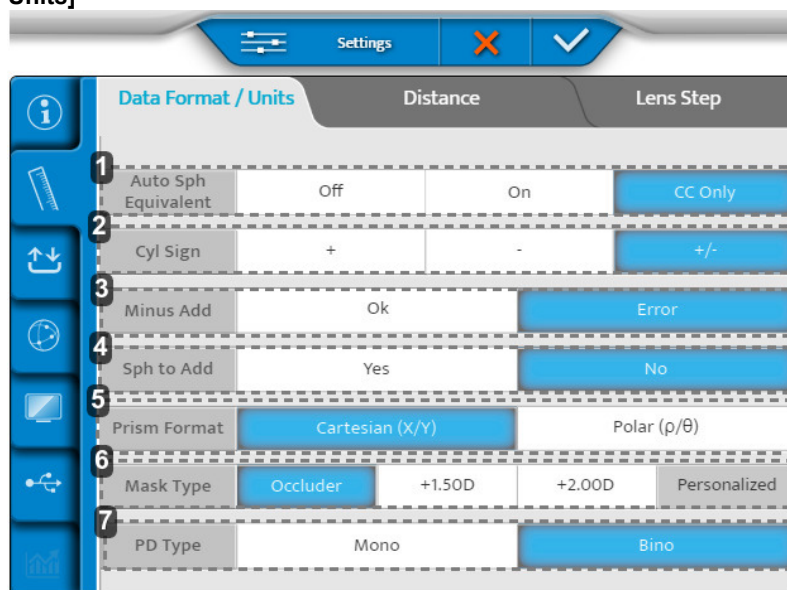 Units]
Settings
Data Format / Units Distance Lens Step
1
Auto Sph
Equivalent Off On CC Only
2
Cyl Sign + - +/-
3
Minus Add Ok Error
4
Sph to Add Yes No
5
Prism Format Cartesian (X/Y) Polar (ρ/θ)
6
Mask Type Occluder +1.50D +2.00D Personalized
7
PD Type Mono Bino